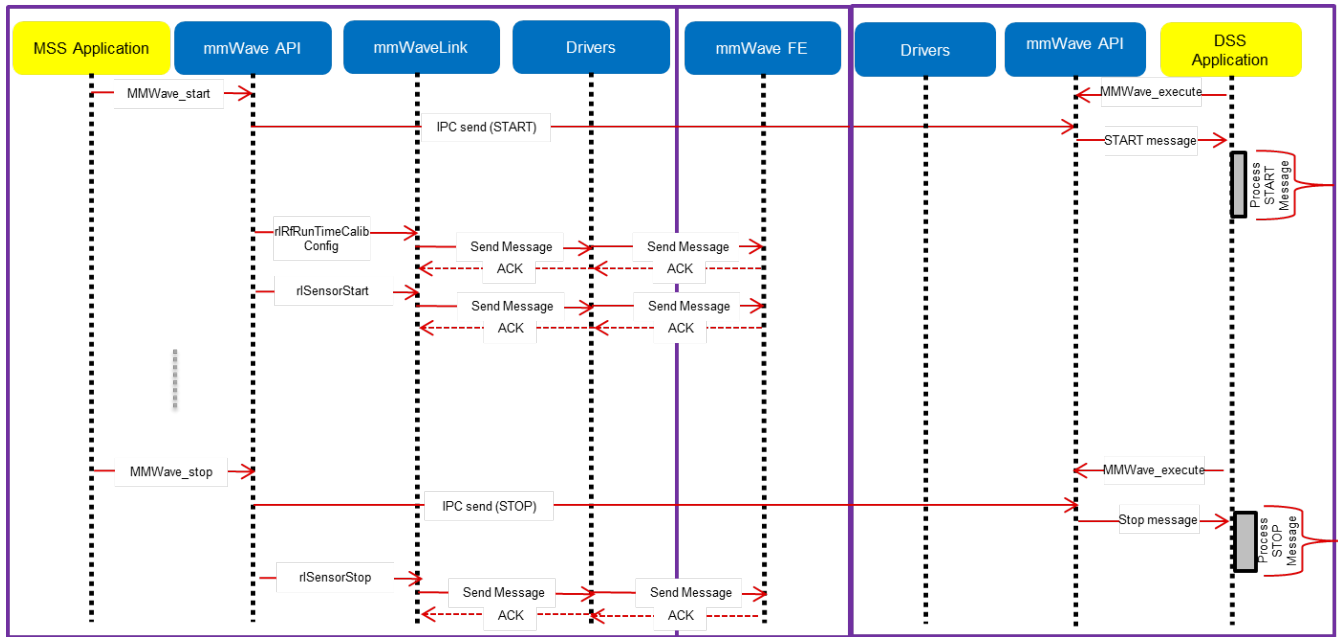 MSS Application
mmWave API
mmWaveLink
Drivers
mmWave FE
Drivers
mmWave API
DSS
Application
MMWave_start
MMWave_execute
IPC send (START)
START message
Process
START
Message
rlRfRunTimeCalib
Config
Send Message
Send Message
ACK
ACK
rlSensorStart
Send Message
Send Message
ACK
ACK
MMWave_stop
MMWave_execute
IPC send (STOP)
Stop message
Process
STOP
Message
rlSensorStop
Send Message
Send Message
ACK
ACK